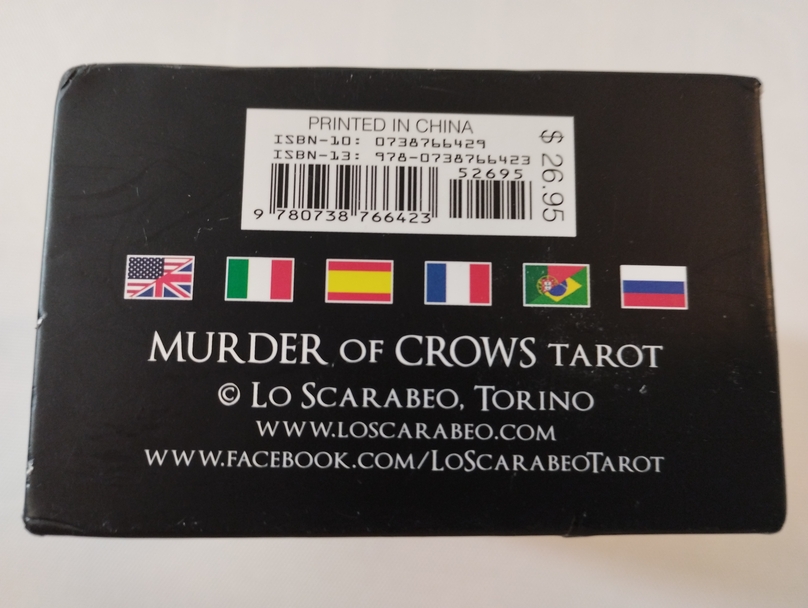 PRINTED IN CHINA
ISBN-10: 0738766429
ISBN-13: 978-0738766423
52695
$ 26.95
9 780738 766423
MURDER OF CROWS TAROT
© LO SCARABEO, TORINO
WWW.LOSCARABEO.COM
WWW.FACEBOOK.COM/LOSCARABEOTAROT